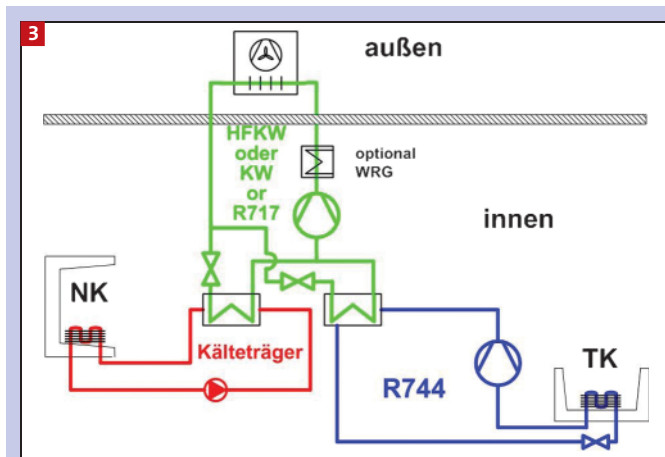 3
außen
HFKW
oder
KW
or
R717
optional
WRG
innen
NK
Kälteträger
R744
TK